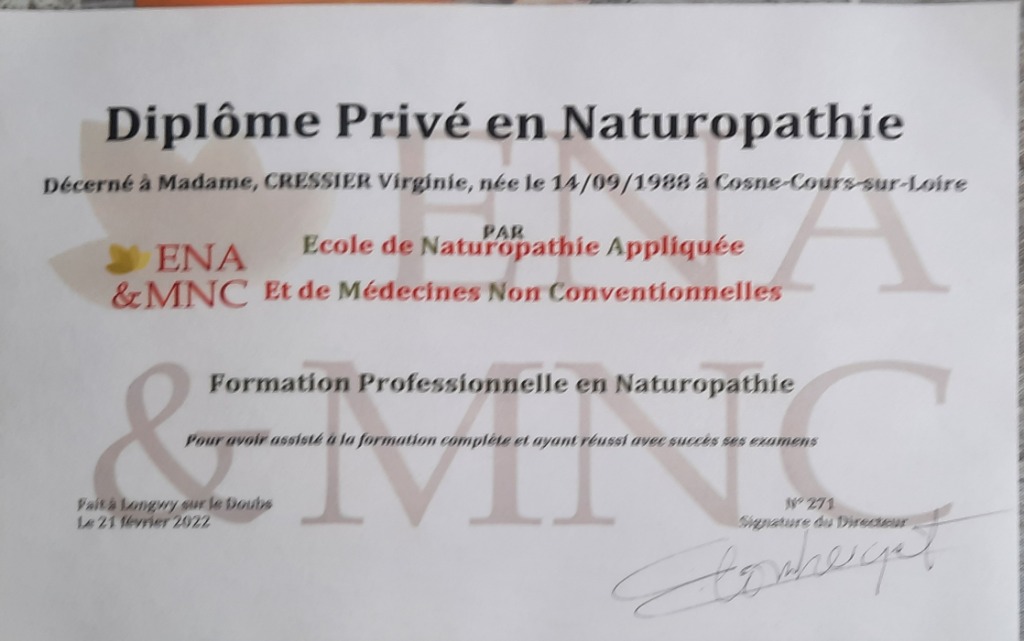 Diplôme Privé en Naturopathie
Décerné à Madame, CRESSIER Virginie, née le 14/09/1988 à Cosne-Cours-sur-Loire
PAR
ENA
&MNC
Ecole de Naturopathie Appliquée
Et de Médecines Non Conventionnelles
Formation Professionnelle en Naturopathie
Pour avoir assisté à la formation complète et ayant réussi avec succès ses examens
Fait à Longwy sur le Doubs
Le 21 février 2022
N° 271
Signature du Directeur
ENA
&MNC